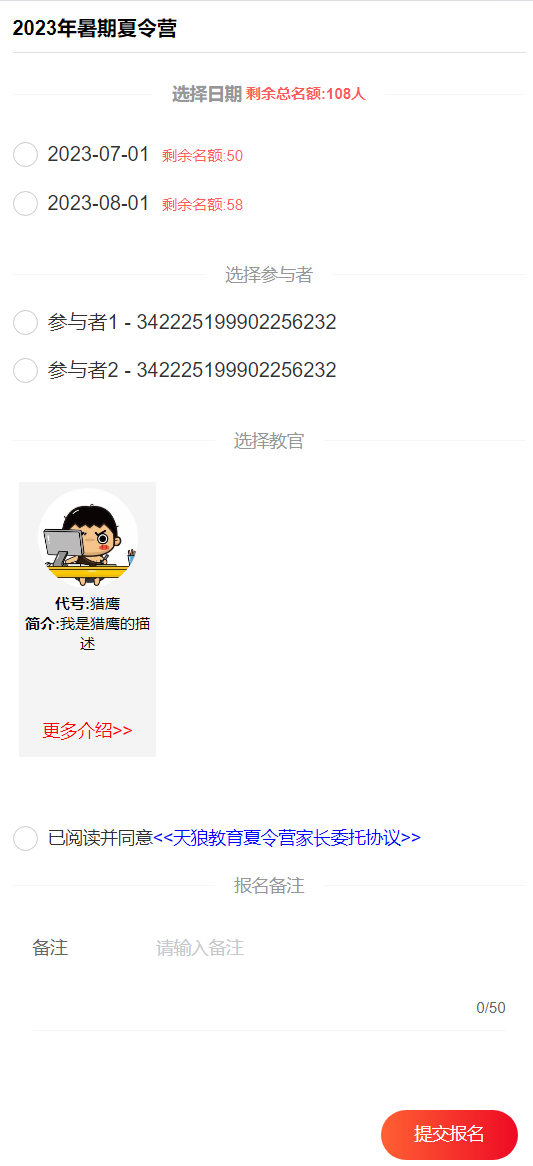 2023年暑期夏令营
选择日期 剩余总名额:108人
2023-07-01 剩余名额:50
2023-08-01 剩余名额:58
选择参与者
参与者1 - 342225199902256232
参与者2 - 342225199902256232
选择教官
代号:猎鹰
简介:我是猎鹰的描
述
更多介绍>>
已阅读并同意<<天狼教育夏令营家长委托协议>>
报名备注
备注 请输入备注
0/50
提交报名